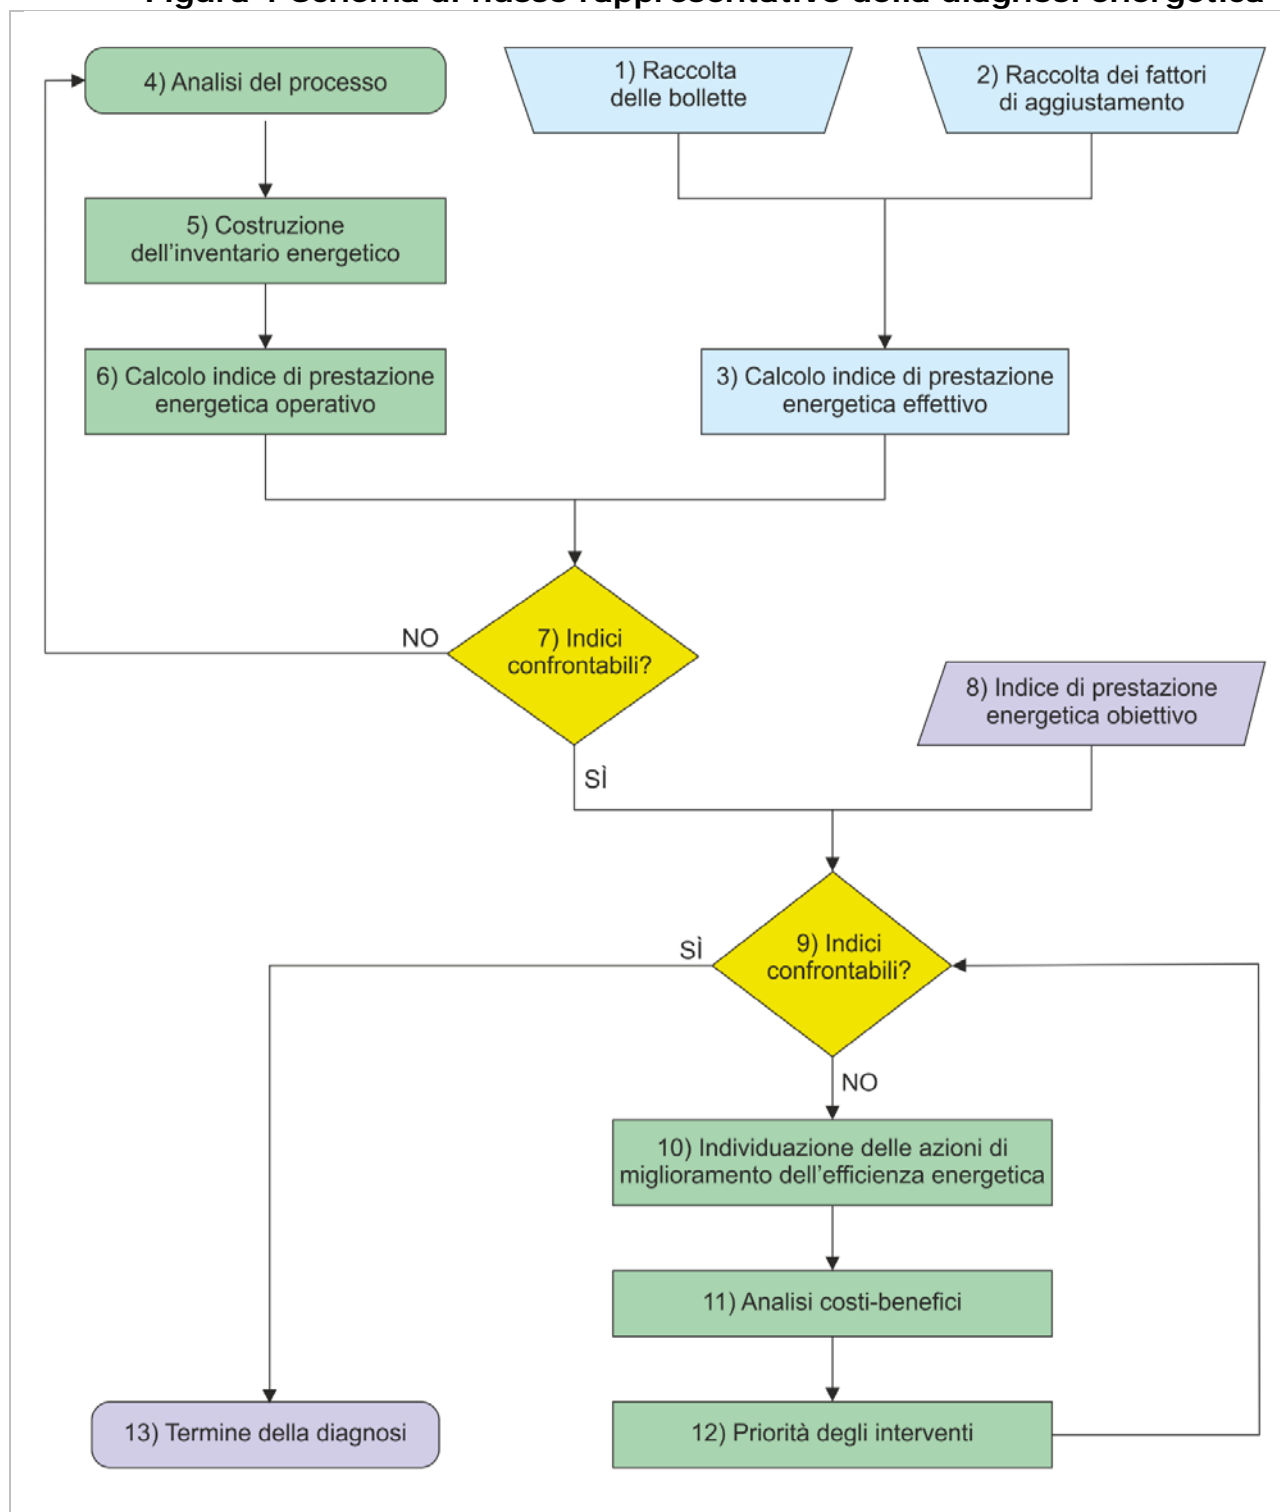 4) Analisi del processo
1) Raccolta
delle bollette
2) Raccolta dei fattori
di aggiustamento
5) Costruzione
dell'inventario energetico
6) Calcolo indice di prestazione
energetica operativo
3) Calcolo indice di prestazione
energetica effettivo
NO
7) Indici
confrontabili?
8) Indice di prestazione
energetica obiettivo
SÌ
SÌ
9) Indici
confrontabili?
NO
10) Individuazione delle azioni di
miglioramento dell'efficienza energetica
11) Analisi costi-benefici
13) Termine della diagnosi
12) Priorità degli interventi